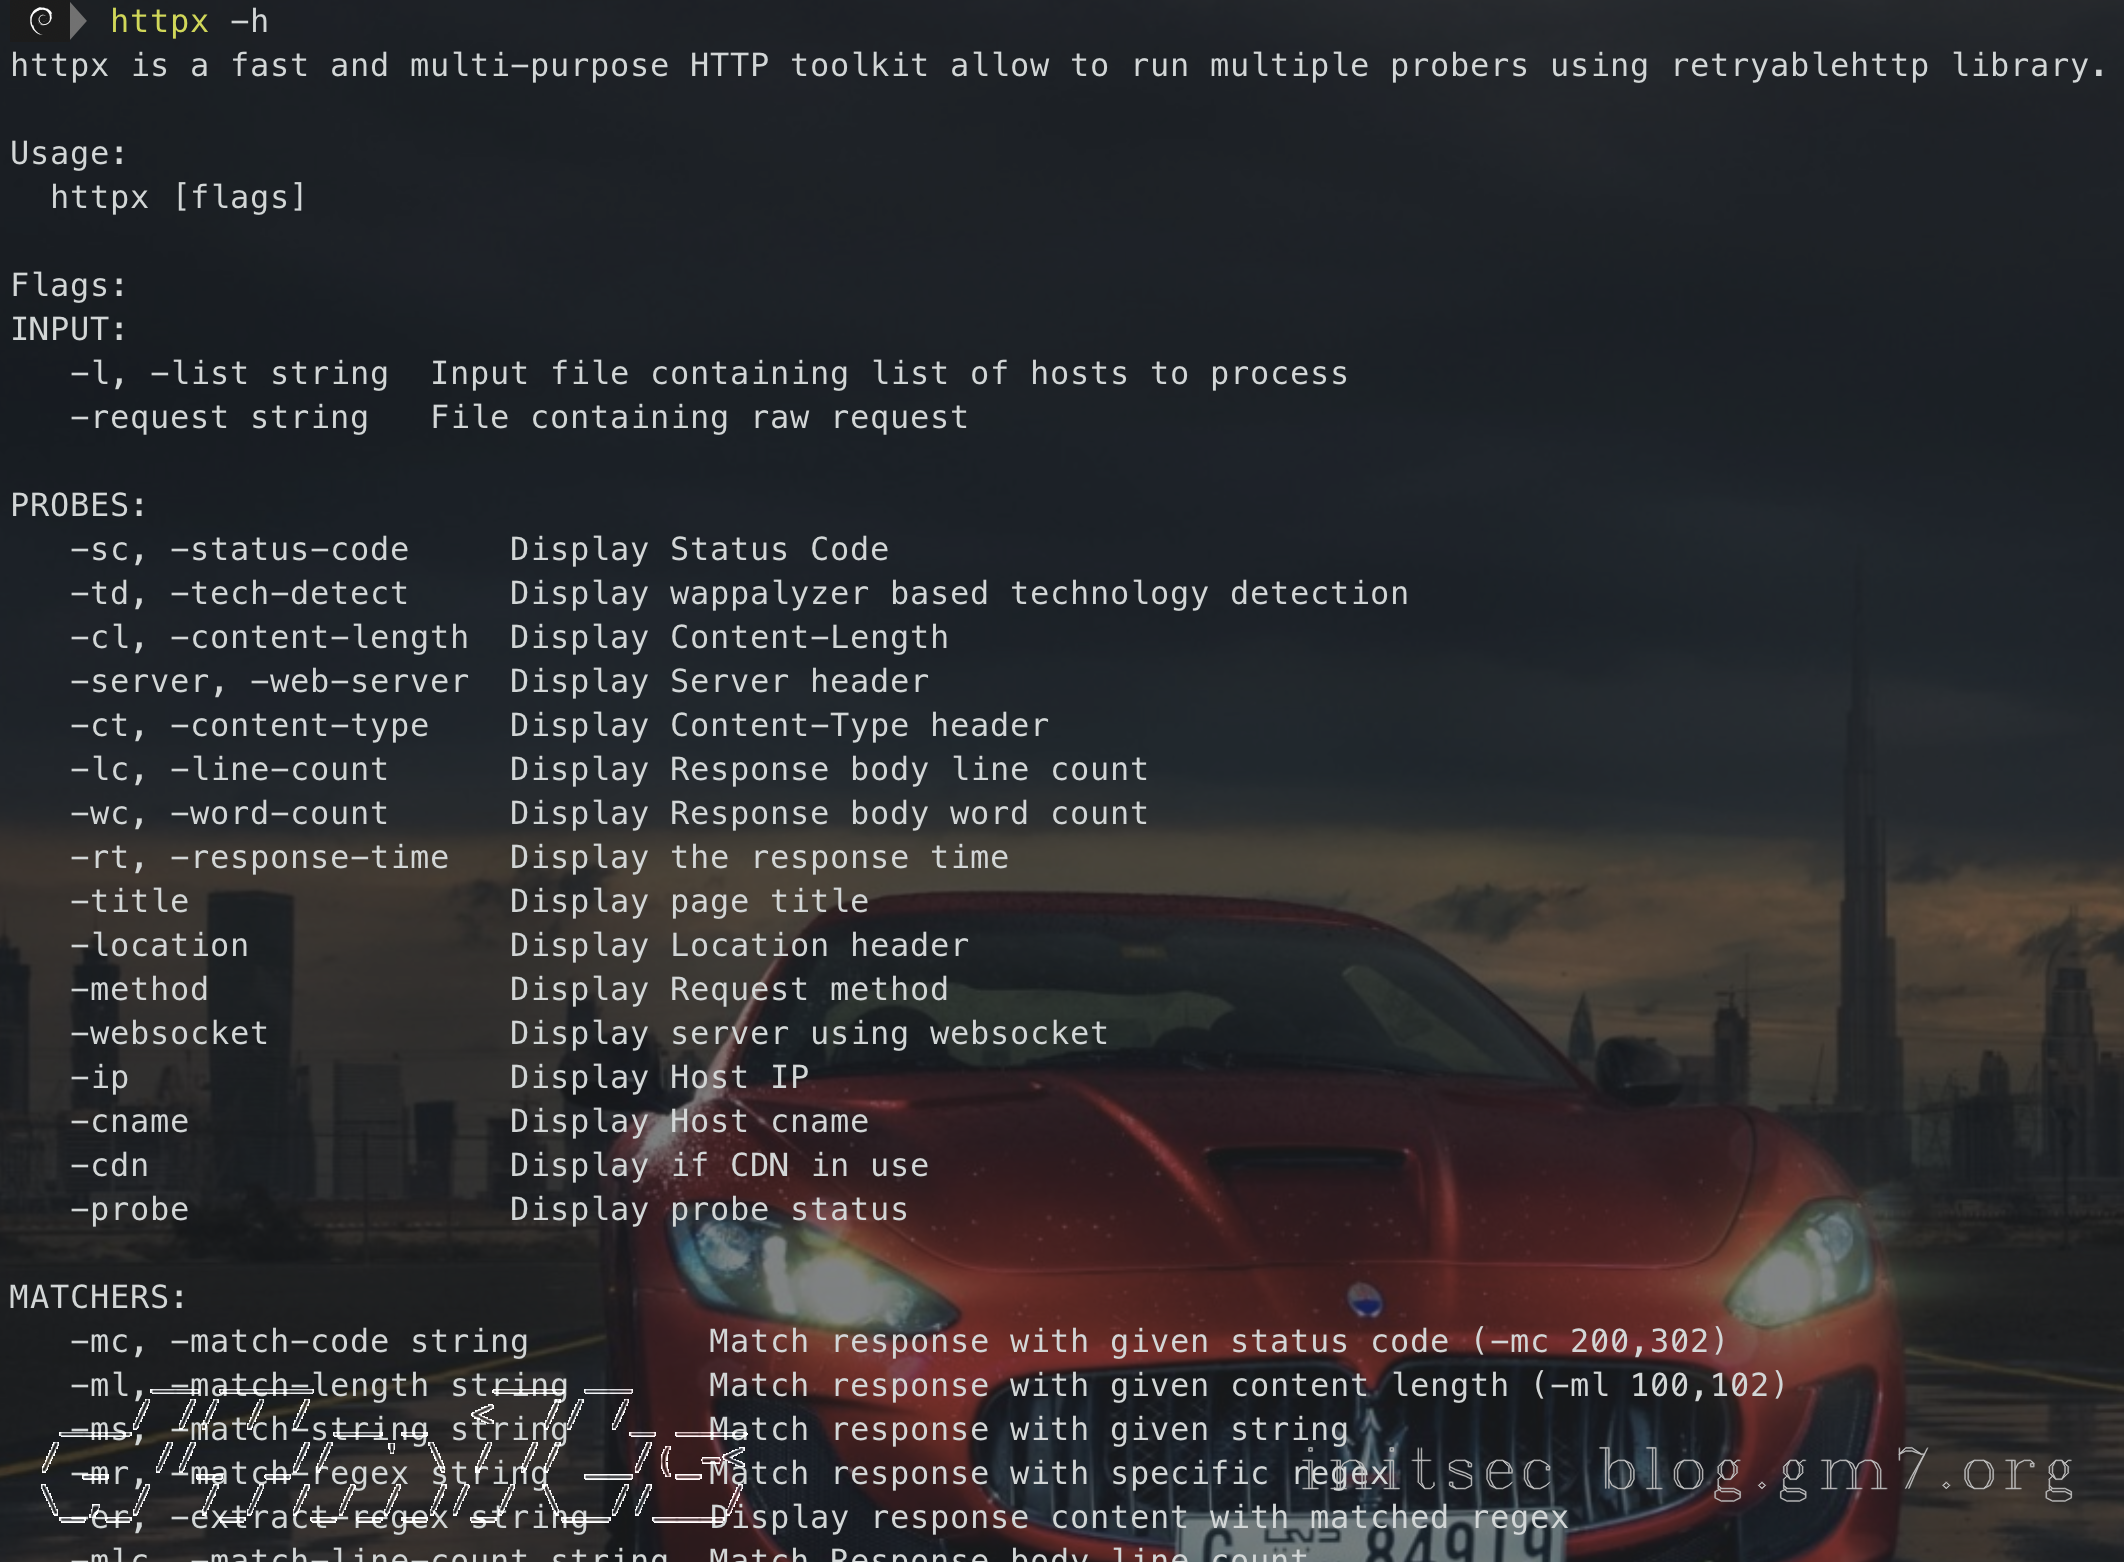 httpx -h
httpx is a fast and multi-purpose HTTP toolkit allow to run multiple probers using retryablehttp library.
Usage:
  httpx [flags]
Flags:
INPUT:
   -l, -list string  Input file containing list of hosts to process
   -request string   File containing raw request
PROBES:
   -sc, -status-code     Display Status Code
   -td, -tech-detect     Display wappalyzer based technology detection
   -cl, -content-length  Display Content-Length
   -server, -web-server  Display Server header
   -ct, -content-type    Display Content-Type header
   -lc, -line-count      Display Response body line count
   -wc, -word-count      Display Response body word count
   -rt, -response-time   Display the response time
   -title                Display page title
   -location             Display Location header
   -method               Display Request method
   -websocket            Display server using websocket
   -ip                   Display Host IP
   -cname                Display Host cname
   -cdn                  Display if CDN in use
   -probe                Display probe status
MATCHERS:
   -mc, -match-code string         Match response with given status code (-mc 200,302)
   -ml, -match-length string       Match response with given content length (-ml 100,102)
   -ms, -match-string string       Match response with given string
   -mr, -match-regex string        Match response with specific regex
   -er, -extract-regex string      Display response content with matched regex
   -mlc, -match-line-count string  Match Response body line count
initsec blog.gm7.org
84919